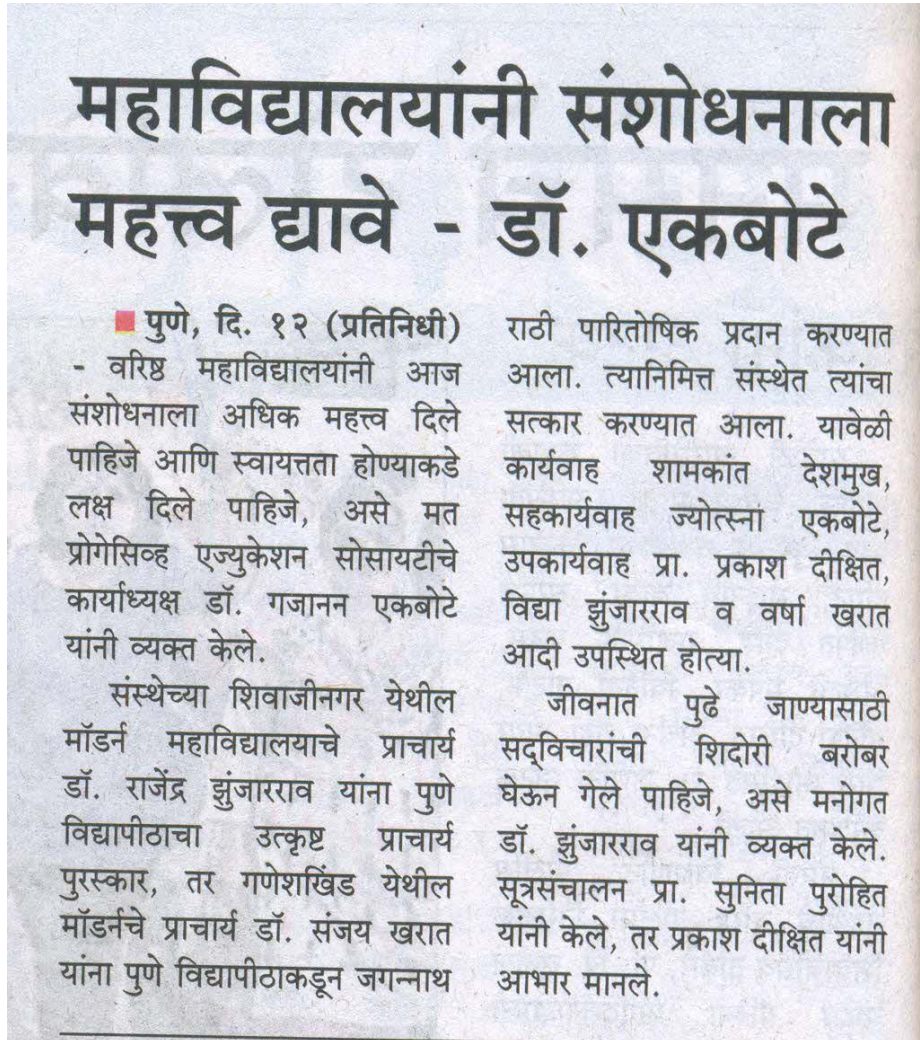 महाविद्यालयांनी संशोधनाला
महत्त्व द्यावे - डॉ. एकबोटे
पुणे, दि. १२ (प्रतिनिधी)
- वरिष्ठ महाविद्यालयांनी आज
संशोधनाला अधिक महत्त्व दिले
पाहिजे आणि स्वायत्तता होण्याकडे
लक्ष दिले पाहिजे, असे मत
प्रोगेसिव्ह एज्युकेशन सोसायटीचे
कार्याध्यक्ष डॉ. गजानन एकबोटे
यांनी व्यक्त केले.
संस्थेच्या शिवाजीनगर येथील
मॉडर्न महाविद्यालयाचे प्राचार्य
डॉ. राजेंद्र झुंजारराव यांना पुणे
विद्यापीठाचा उत्कृष्ट प्राचार्य
पुरस्कार, तर गणेशखिंड येथील
मॉडर्नचे प्राचार्य डॉ. संजय खरात
यांना पुणे विद्यापीठाकडून जगन्नाथ
राठी पारितोषिक प्रदान करण्यात
आला. त्यानिमित्त संस्थेत त्यांचा
सत्कार करण्यात आला. यावेळी
कार्यवाह शामकांत देशमुख,
सहकार्यवाह ज्योत्स्ना एकबोटे,
उपकार्यवाह प्रा. प्रकाश दीक्षित,
विद्या झुंजारराव व वर्षा खरात
आदी उपस्थित होत्या.
जीवनात पुढे जाण्यासाठी
सद्‌विचारांची शिदोरी बरोबर
घेऊन गेले पाहिजे, असे मनोगत
डॉ. झुंजारराव यांनी व्यक्त केले.
सूत्रसंचालन प्रा. सुनिता पुरोहित
यांनी केले, तर प्रकाश दीक्षित यांनी
आभार मानले.